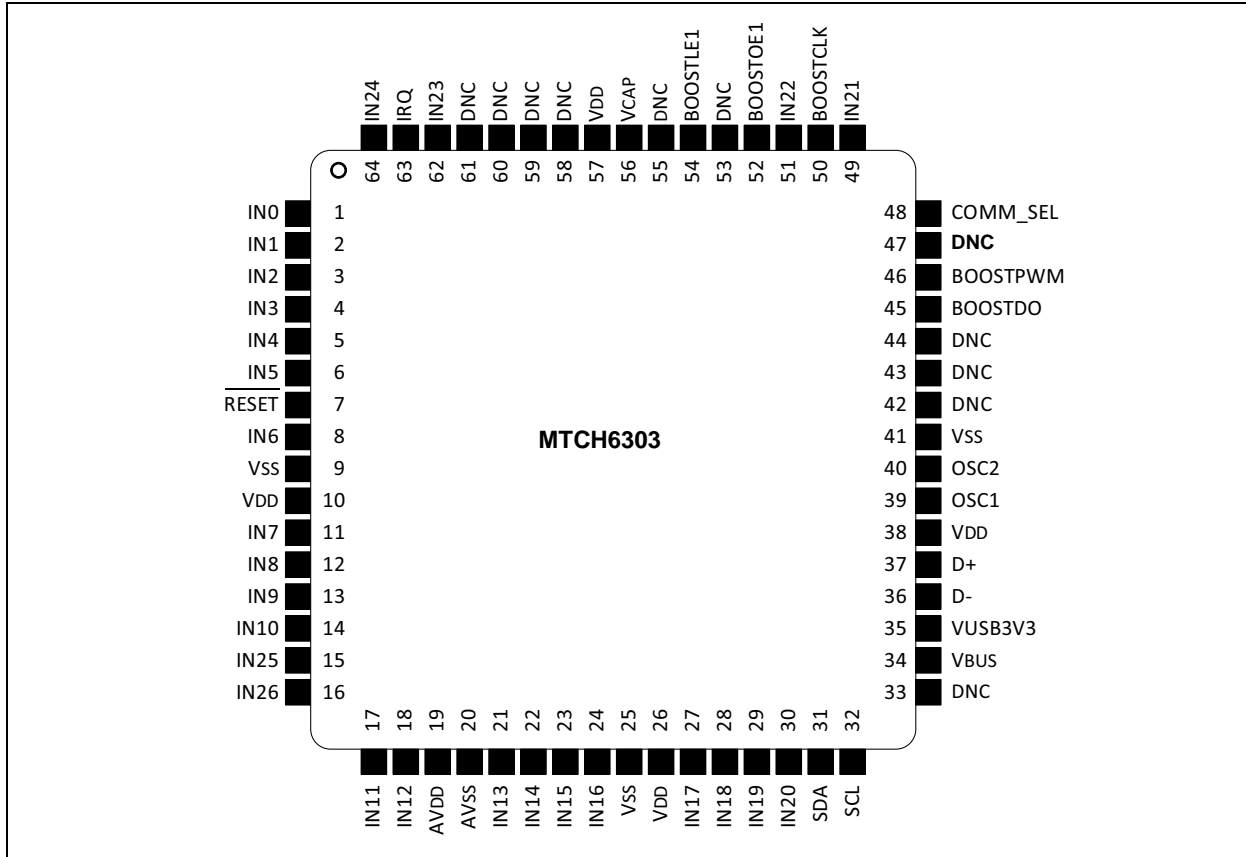 IN24 IRQ IN23 DNC DNC DNC DNC VDD VCAP DNC BOOSTLE1 DNC BOOSTOE1 IN22 BOOSTCLK IN21
64 63 62 61 60 59 58 57 56 55 54 53 52 51 50 49
IN0 1 48 COMM_SEL
IN1 2 47 DNC
IN2 3 46 BOOSTPWM
IN3 4 45 BOOSTDO
IN4 5 44 DNC
IN5 6 43 DNC
RESET 7 42 DNC
IN6 8 MTCH6303 41 VSS
VSS 9 40 OSC2
VDD 10 39 OSC1
IN7 11 38 VDD
IN8 12 37 D+
IN9 13 36 D-
IN10 14 35 VUSB3V3
IN25 15 34 VBUS
IN26 16 33 DNC
17 18 19 20 21 22 23 24 25 26 27 28 29 30 31 32
IN11 IN12 AVDD AVSS IN13 IN14 IN15 IN16 VSS VDD IN17 IN18 IN19 IN20 SDA SCL